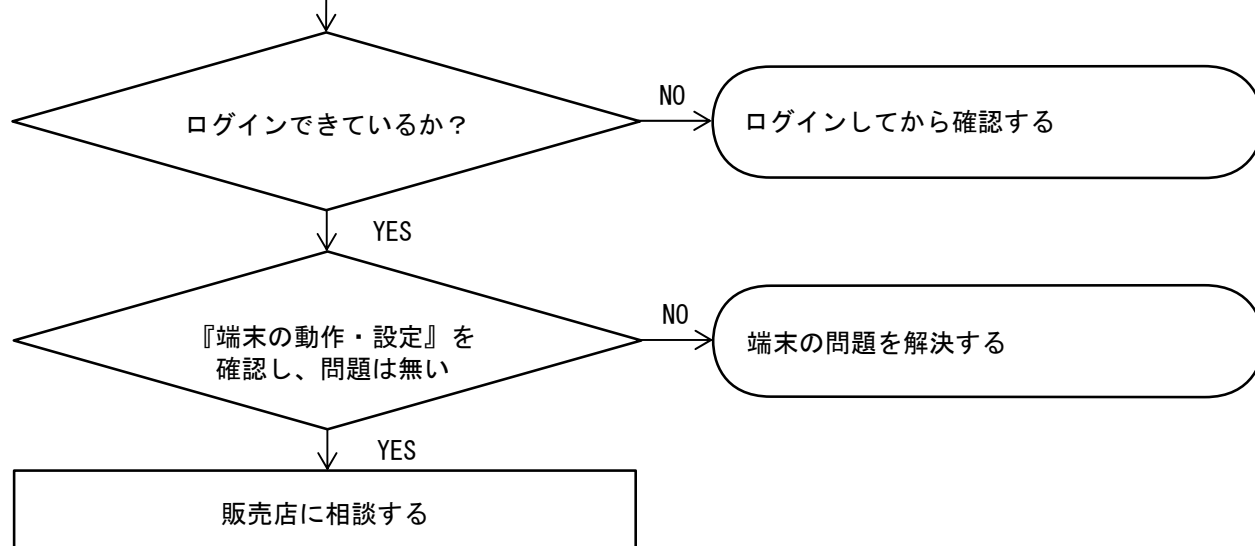 ログインできているか？
NO
ログインしてから確認する
YES
『端末の動作・設定』を
確認し、問題は無い
NO
端末の問題を解決する
YES
販売店に相談する